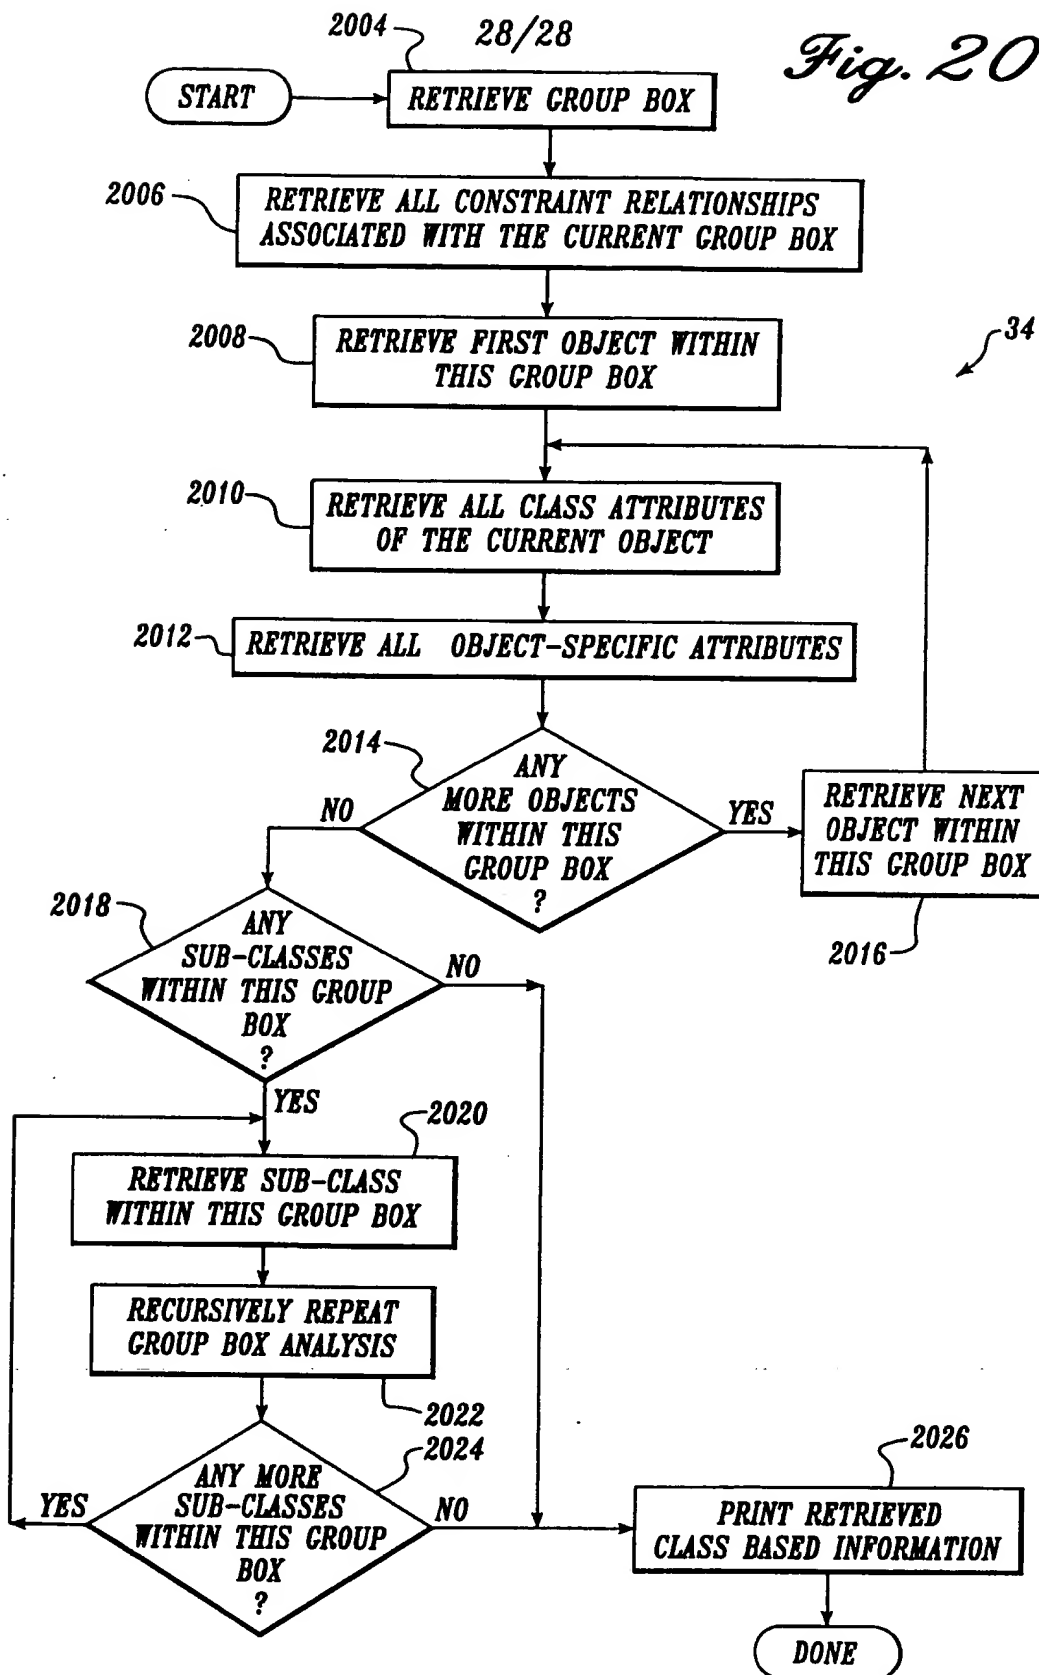 28/28
Fig. 20
2004
START
RETRIEVE GROUP BOX
2006
RETRIEVE ALL CONSTRAINT RELATIONSHIPS
ASSOCIATED WITH THE CURRENT GROUP BOX
2008
RETRIEVE FIRST OBJECT WITHIN
THIS GROUP BOX
34
2010
RETRIEVE ALL CLASS ATTRIBUTES
OF THE CURRENT OBJECT
2012
RETRIEVE ALL OBJECT-SPECIFIC ATTRIBUTES
2014
ANY
MORE OBJECTS
WITHIN THIS
GROUP BOX
?
NO
YES
RETRIEVE NEXT
OBJECT WITHIN
THIS GROUP BOX
2016
2018
ANY
SUB-CLASSES
WITHIN THIS GROUP
BOX
?
NO
YES
2020
RETRIEVE SUB-CLASS
WITHIN THIS GROUP BOX
RECURSIVELY REPEAT
GROUP BOX ANALYSIS
2022
2024
ANY MORE
SUB-CLASSES
WITHIN THIS GROUP
BOX
?
YES
NO
2026
PRINT RETRIEVED
CLASS BASED INFORMATION
DONE